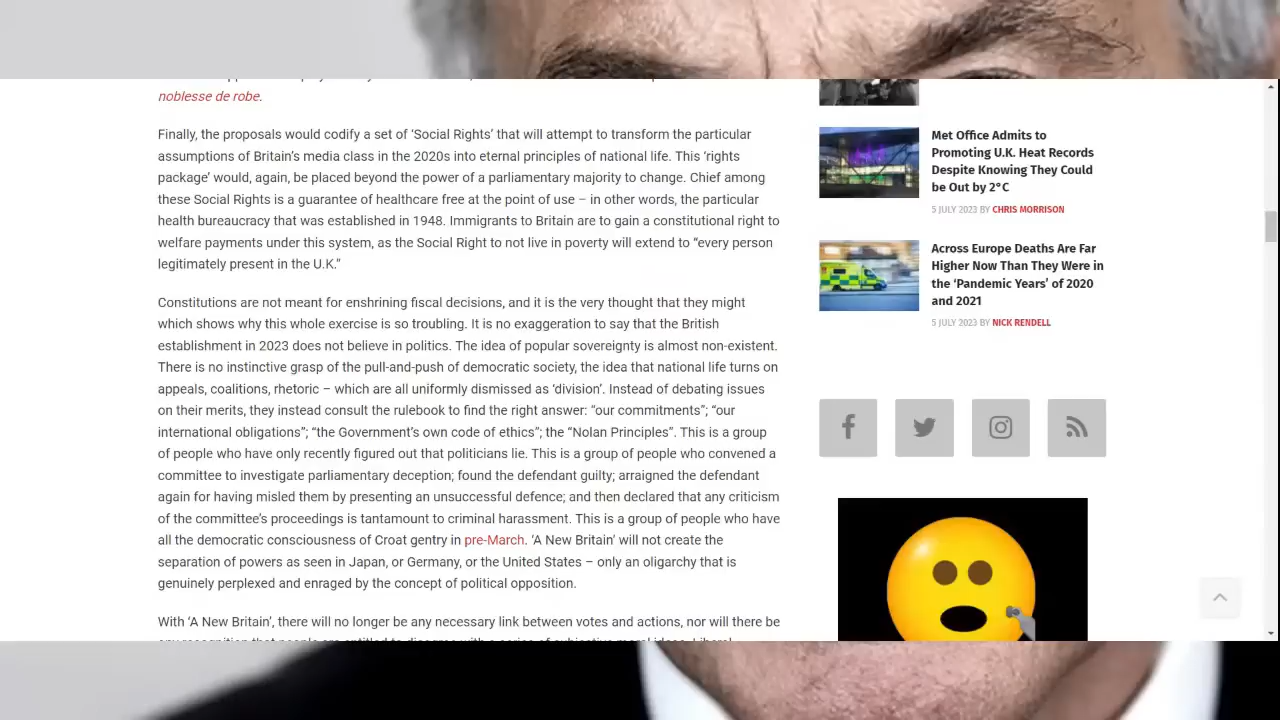 noblesse de robe.
Finally, the proposals would codify a set of ‘Social Rights’ that will attempt to transform the particular
assumptions of Britain’s media class in the 2020s into eternal principles of national life. This ‘rights
package’ would, again, be placed beyond the power of a parliamentary majority to change. Chief among
these Social Rights is a guarantee of healthcare free at the point of use – in other words, the particular
health bureaucracy that was established in 1948. Immigrants to Britain are to gain a constitutional right to
welfare payments under this system, as the Social Right to not live in poverty will extend to “every person
legitimately present in the U.K.”
Constitutions are not meant for enshrining fiscal decisions, and it is the very thought that they might
which shows why this whole exercise is so troubling. It is no exaggeration to say that the British
establishment in 2023 does not believe in politics. The idea of popular sovereignty is almost non-existent.
There is no instinctive grasp of the pull-and-push of democratic society, the idea that national life turns on
appeals, coalitions, rhetoric – which are all uniformly dismissed as ‘division’. Instead of debating issues
on their merits, they instead consult the rulebook to find the right answer: “our commitments”; “our
international obligations”; “the Government’s own code of ethics”; the “Nolan Principles”. This is a group
of people who have only recently figured out that politicians lie. This is a group of people who convened a
committee to investigate parliamentary deception; found the defendant guilty; arraigned the defendant
again for having misled them by presenting an unsuccessful defence; and then declared that any criticism
of the committee’s proceedings is tantamount to criminal harassment. This is a group of people who have
all the democratic consciousness of Croat gentry in pre-March. ‘A New Britain’ will not create the
separation of powers as seen in Japan, or Germany, or the United States – only an oligarchy that is
genuinely perplexed and enraged by the concept of political opposition.
With ‘A New Britain’, there will no longer be any necessary link between votes and actions, nor will there be
Met Office Admits to
Promoting U.K. Heat Records
Despite Knowing They Could
be Out by 2°C
5 JULY 2023 BY CHRIS MORRISON
Across Europe Deaths Are Far
Higher Now Than They Were in
the ‘Pandemic Years’ of 2020
and 2021
5 JULY 2023 BY NICK RENDELL